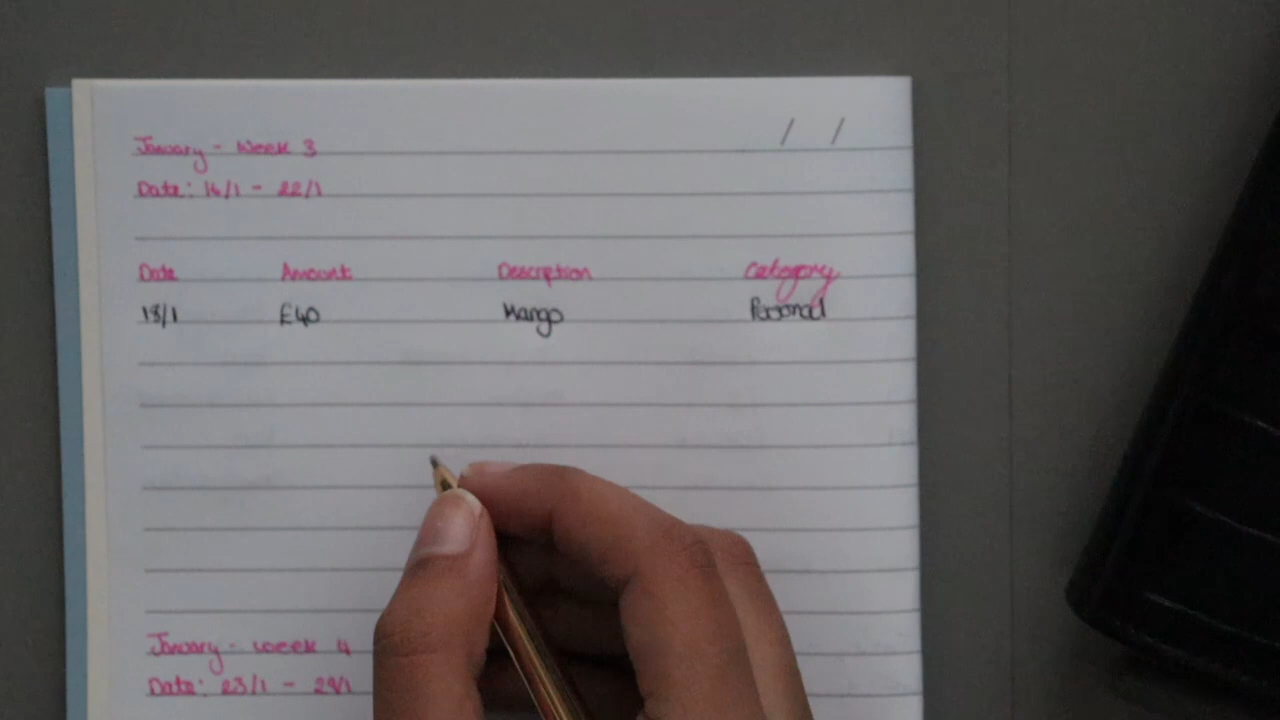 / /
January - Week 3
Date: 16/1 - 22/1
Date Amount Description Category
18/1 £40 Mango Personal
January - week 4
Date: 23/1 - 29/1